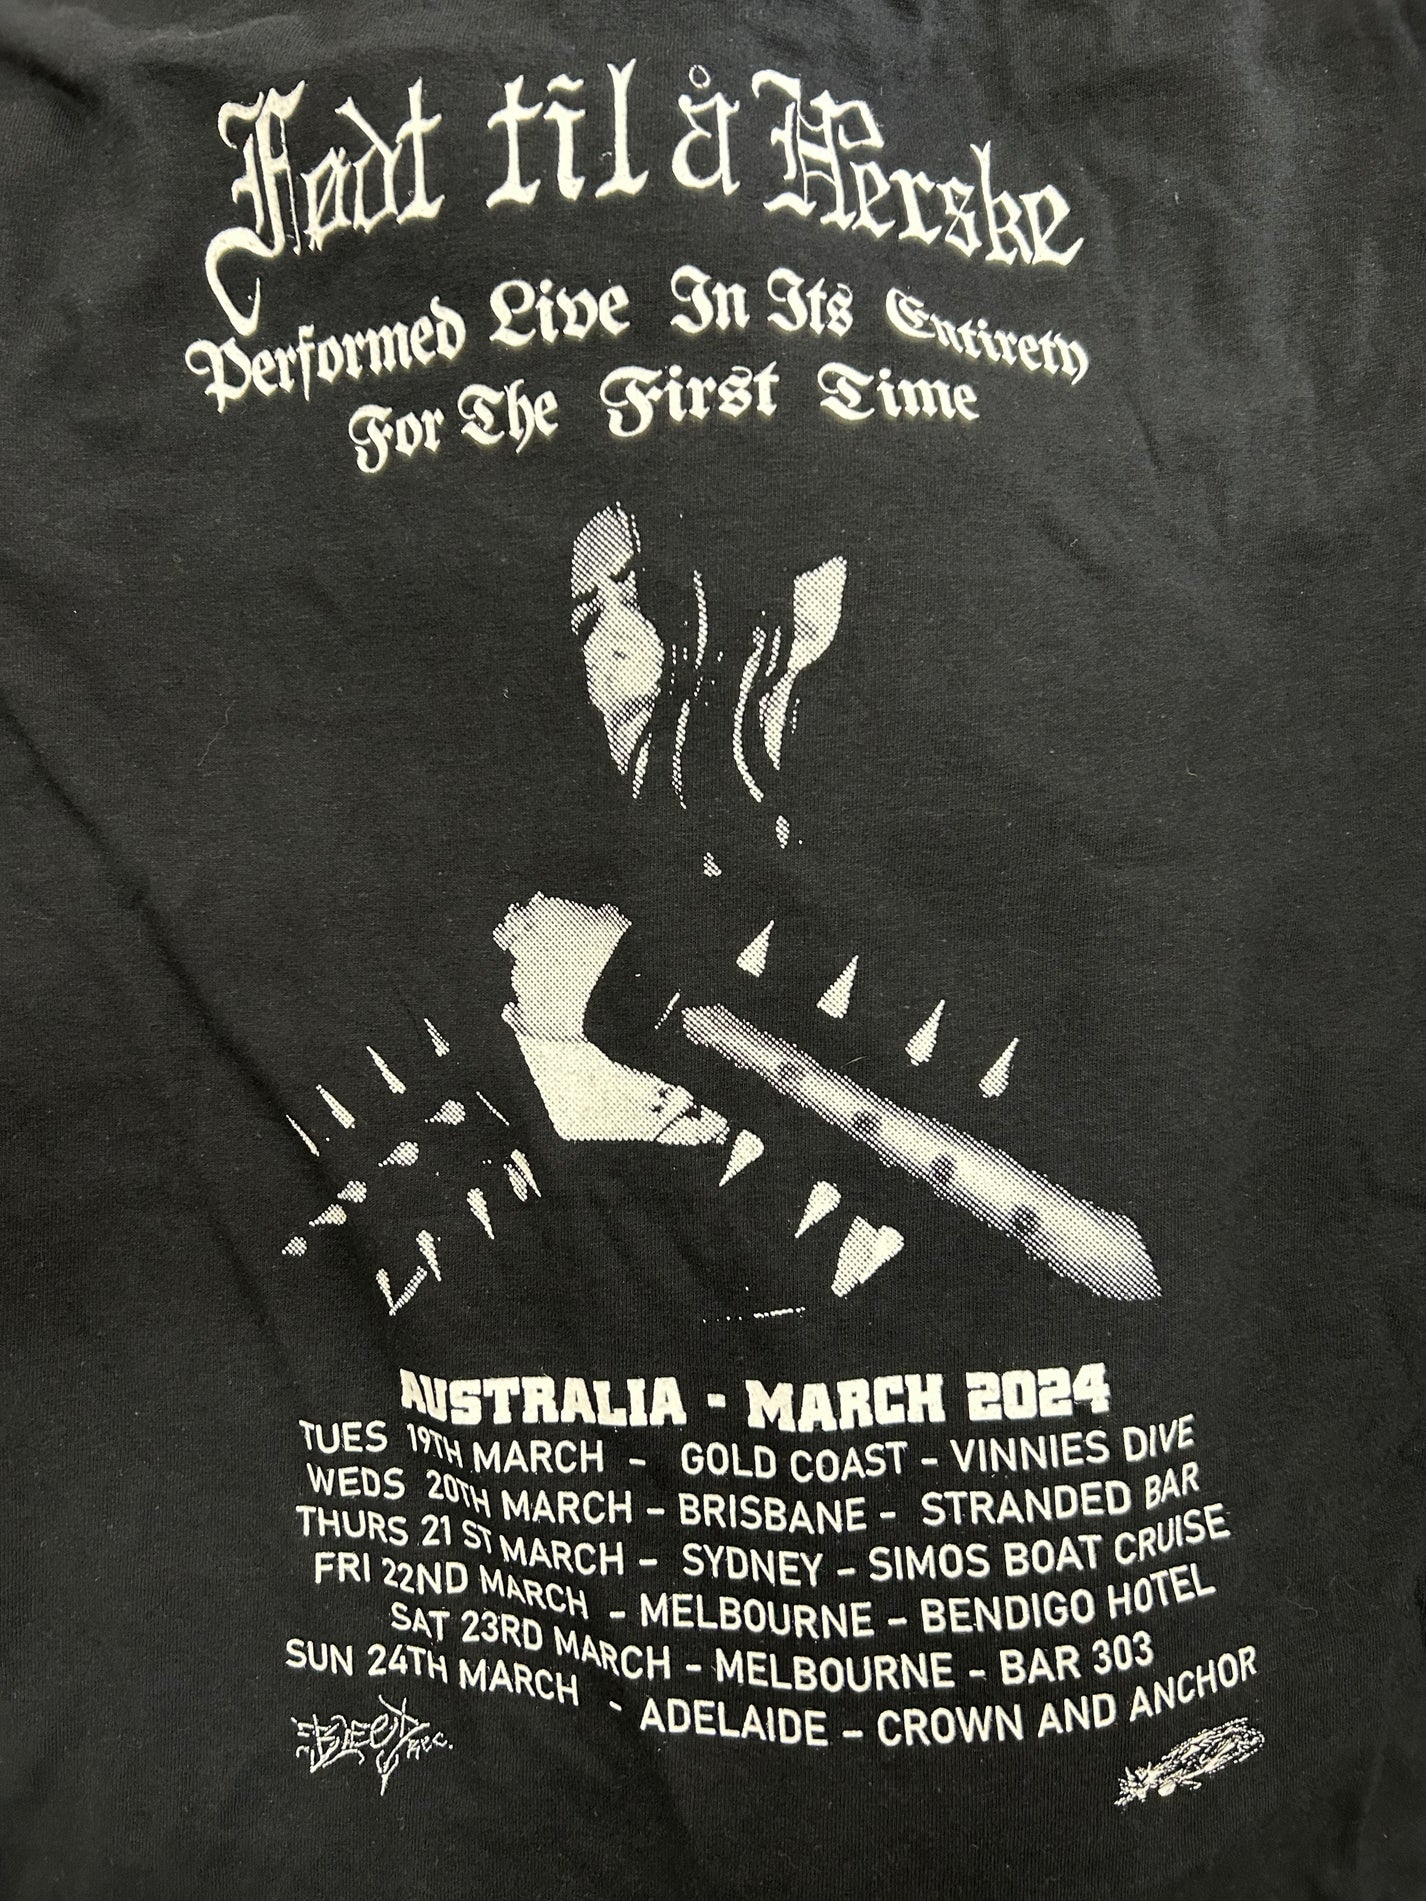 Født til å Herske
Performed Live In Its Entirety
For The First Time
AUSTRALIA - MARCH 2024
TUES 19TH MARCH - GOLD COAST - VINNIES DIVE
WEDS 20TH MARCH - BRISBANE - STRANDED BAR
THURS 21 ST MARCH - SYDNEY - SIMOS BOAT CRUISE
FRI 22ND MARCH - MELBOURNE - BENDIGO HOTEL
SAT 23RD MARCH - MELBOURNE - BAR 303
SUN 24TH MARCH - ADELAIDE - CROWN AND ANCHOR
Rec.